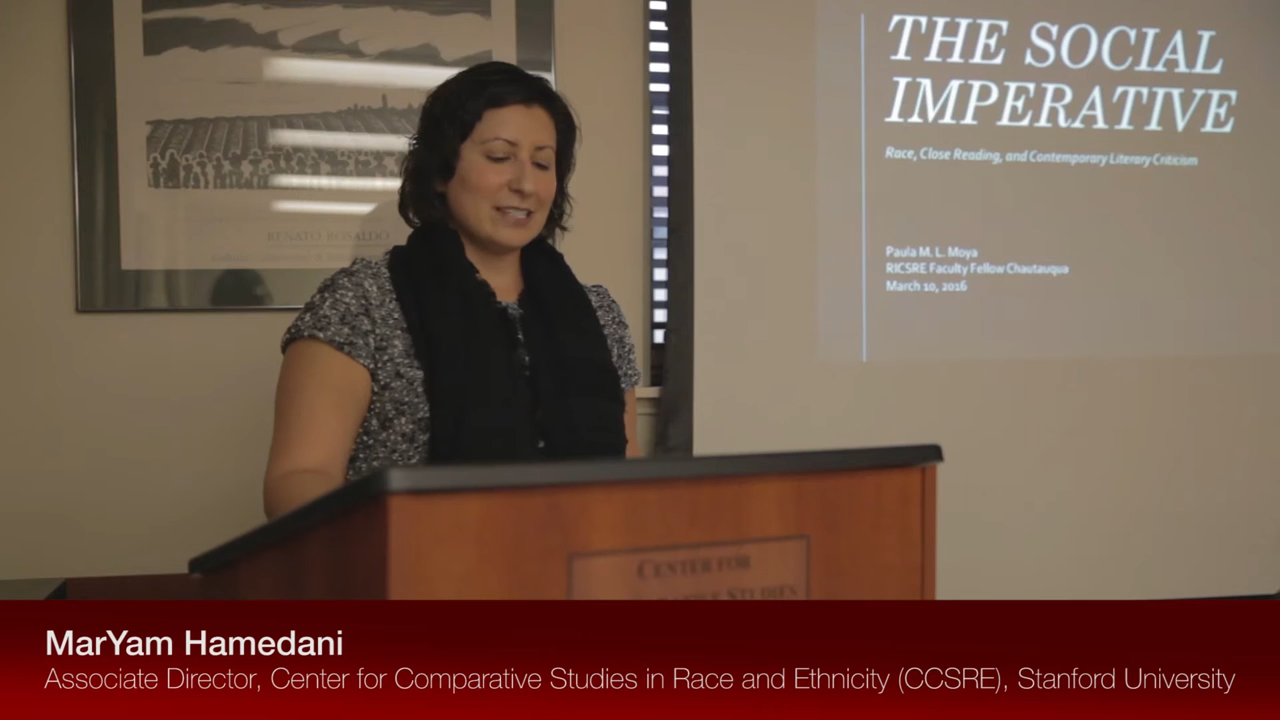 RENATO ROSALDO
THE SOCIAL
IMPERATIVE
Race, Close Reading, and Contemporary Literary Criticism
Paula M. L. Moya
RICSRE Faculty Fellow Chautauqua
March 10, 2016
CENTER FOR
STUDIES
MarYam Hamedani
Associate Director, Center for Comparative Studies in Race and Ethnicity (CCSRE), Stanford University